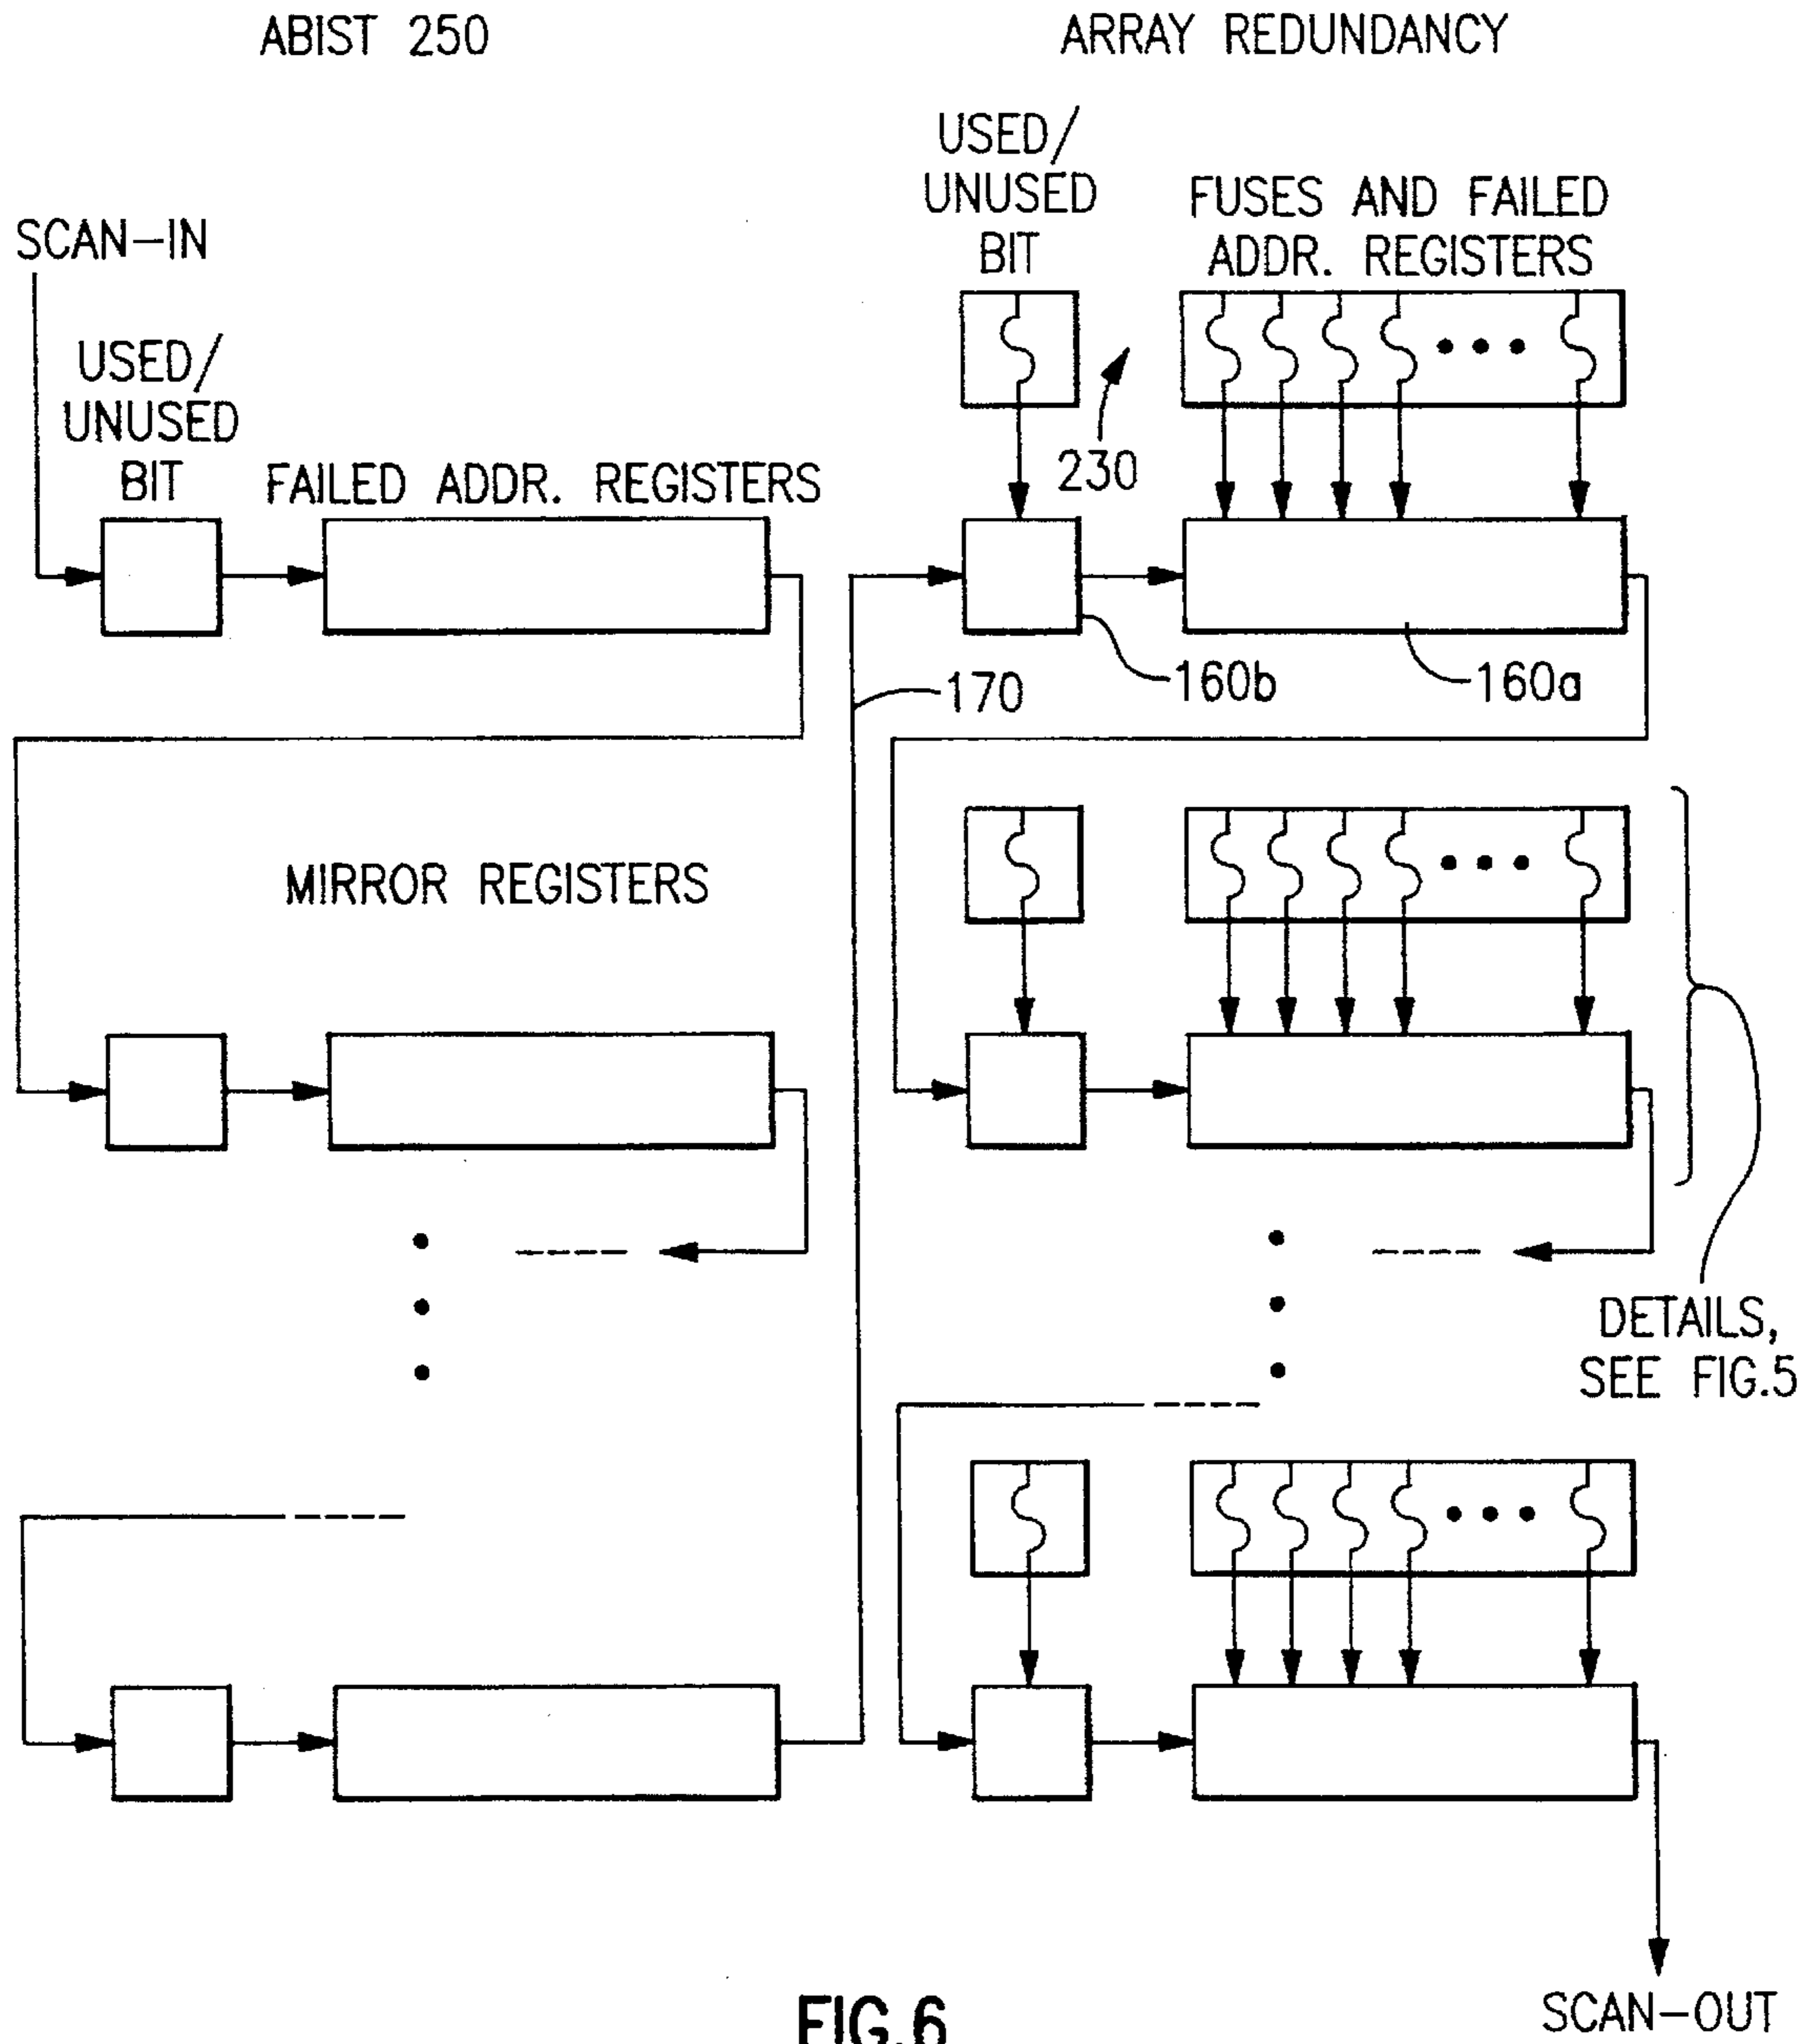 ABIST 250
ARRAY REDUNDANCY
USED/
UNUSED
BIT
FUSES AND FAILED
ADDR. REGISTERS
SCAN-IN
USED/
UNUSED
BIT
FAILED ADDR. REGISTERS
230
170
160b
160a
MIRROR REGISTERS
DETAILS,
SEE FIG.5
SCAN-OUT
FIG.6